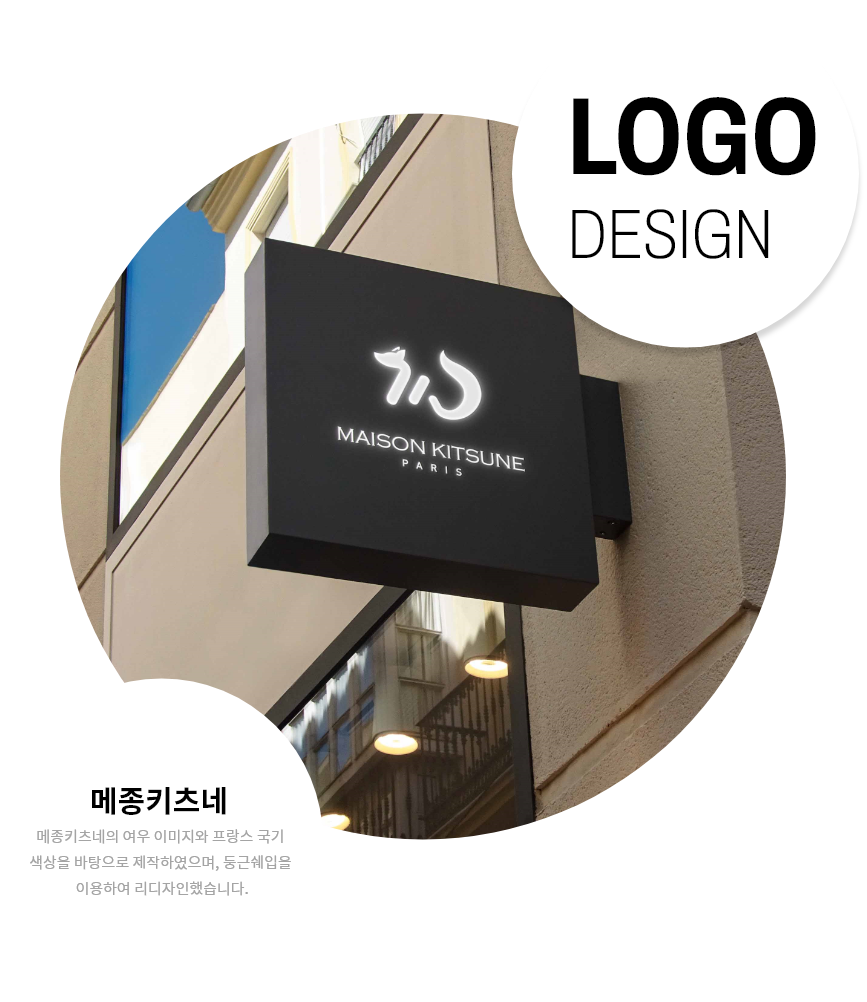 LOGO
DESIGN
MAISON KITSUNE
PARIS
메종키츠네
메종키츠네의 여우 이미지와 프랑스 국기
색상을 바탕으로 제작하였으며, 둥근쉐입을
이용하여 리디자인했습니다.